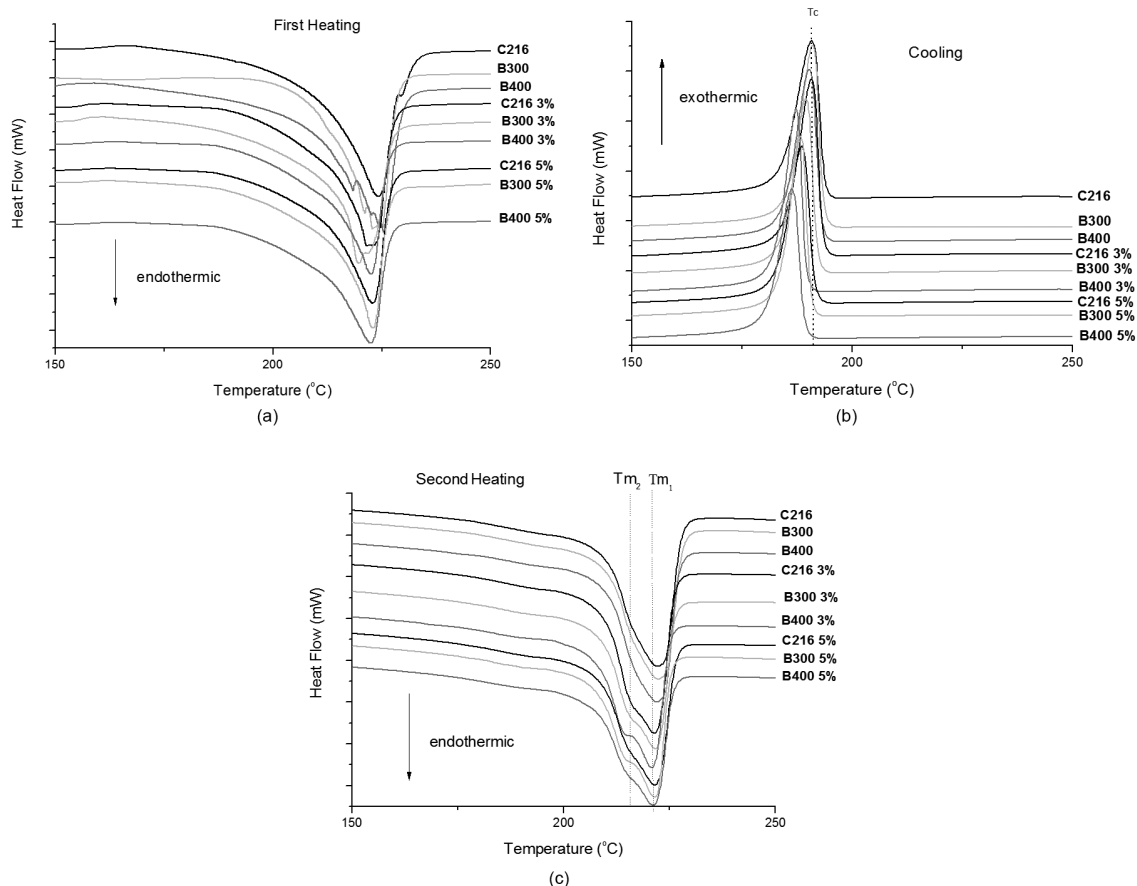 First Heating
C216
B300
B400
C216 3%
B300 3%
B400 3%
C216 5%
B300 5%
B400 5%
endothermic
Heat Flow (mW)
150
200
250
Temperature (°C)
(a)
Tc
Cooling
exothermic
Heat Flow (mW)
C216
B300
B400
C216 3%
B300 3%
B400 3%
C216 5%
B300 5%
B400 5%
150
200
250
Temperature (°C)
(b)
Second Heating
Tm₂
Tm₁
C216
B300
B400
C216 3%
B300 3%
B400 3%
C216 5%
B300 5%
B400 5%
endothermic
Heat Flow (mW)
150
200
250
Temperature (°C)
(c)